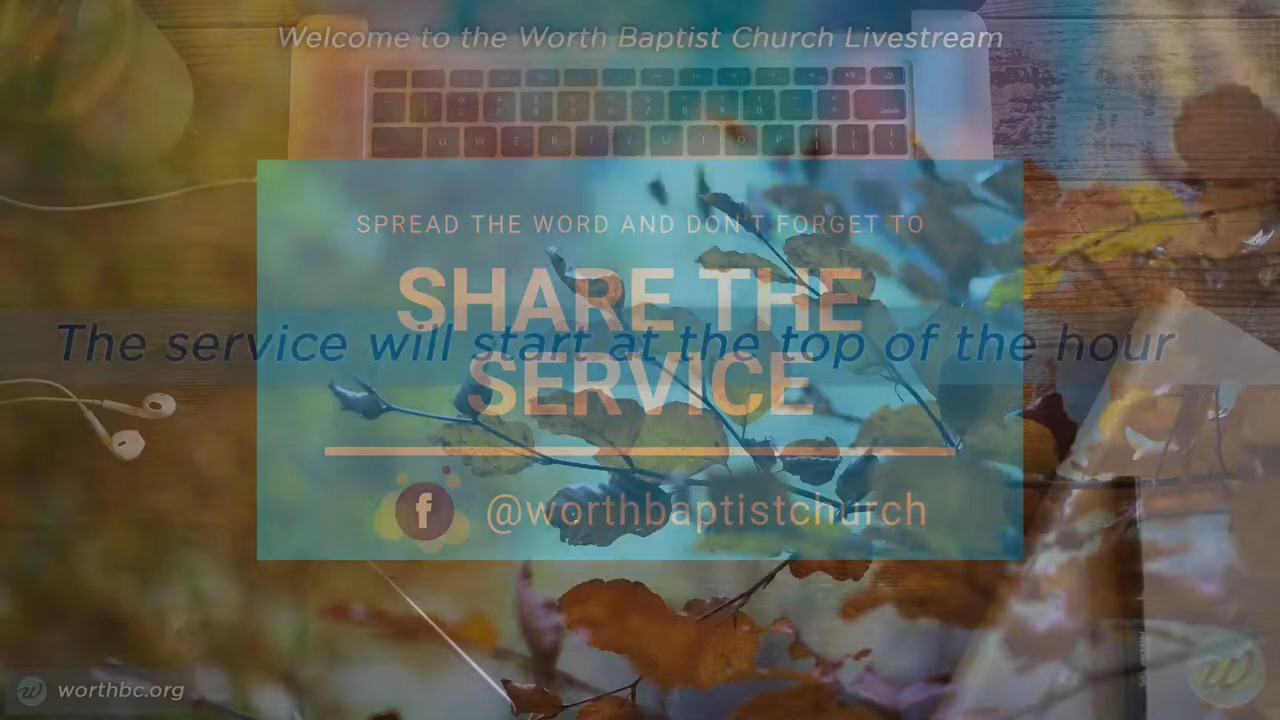 Welcome to the Worth Baptist Church Livestream
SPREAD THE WORD AND DON'T FORGET TO
SHARE THE
The service will start at the top of the hour
SERVICE
f @worthbaptistchurch
w worthbc.org
w